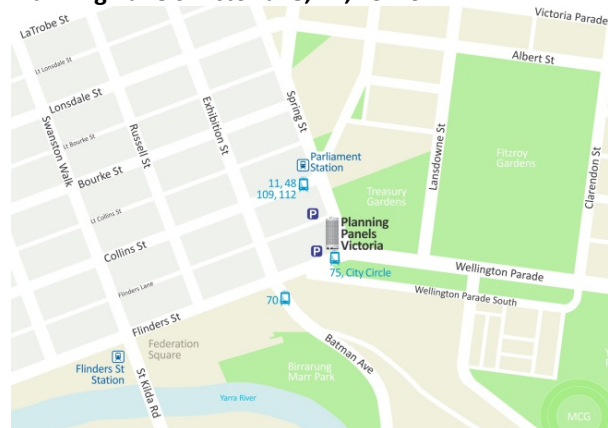 LaTrobe St
Victoria Parade
Albert St
Lt Lonsdale St
Lonsdale St
Lt Bourke St
Bourke St
Lt Collins St
Collins St
Flinders Lane
Flinders St
Swanston Walk
Russell St
Exhibition St
Spring St
Lansdowne St
Clarendon St
Fitzroy
Gardens
Parliament
Station
11, 48
109, 112
Treasury
Gardens
P
Planning
Panels
Victoria
P
75, City Circle
Wellington Parade
Wellington Parade South
70
Batman Ave
Federation
Square
Flinders St
Station
St Kilda Rd
Birrarung
Marr Park
Yarra River
MCG